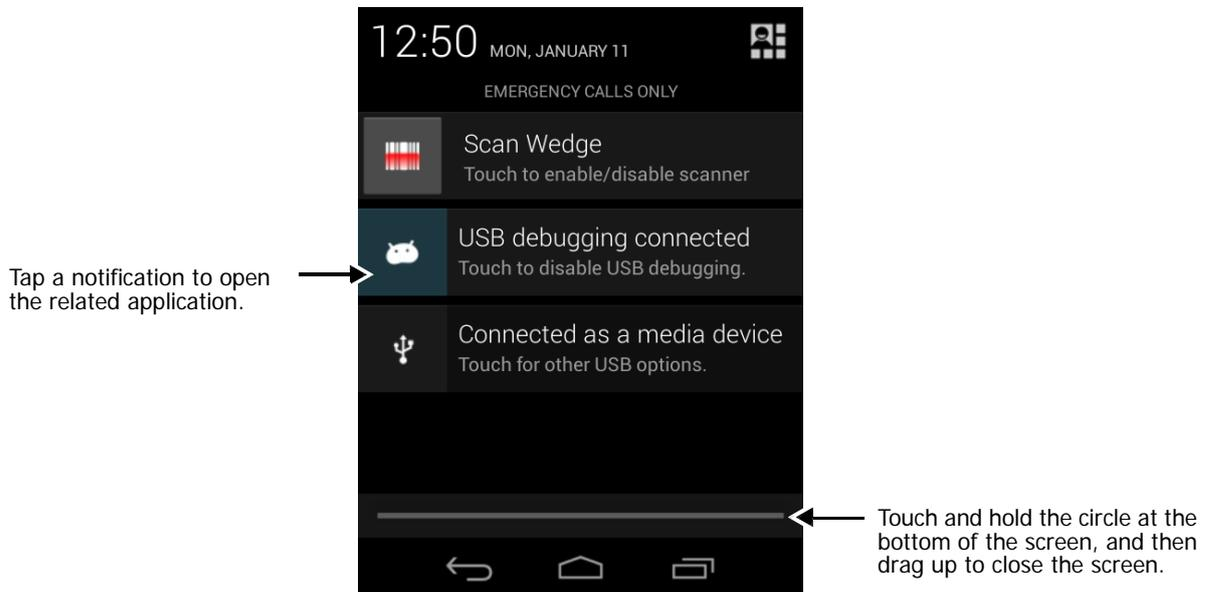 12:50 MON, JANUARY 11
EMERGENCY CALLS ONLY
Scan Wedge
Touch to enable/disable scanner
USB debugging connected
Touch to disable USB debugging.
Tap a notification to open
the related application.
Connected as a media device
Touch for other USB options.
Touch and hold the circle at the
bottom of the screen, and then
drag up to close the screen.